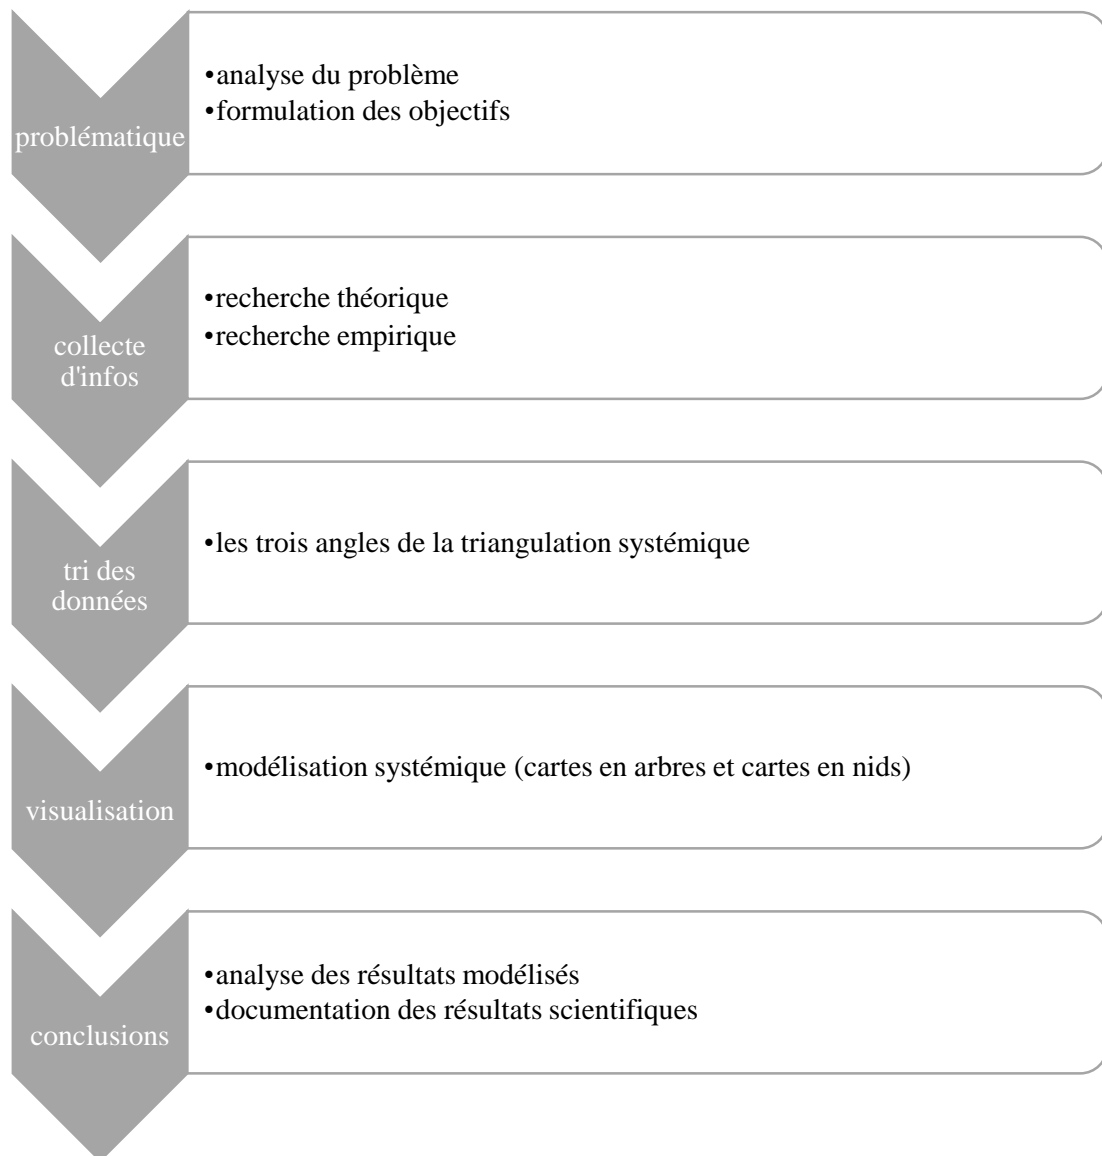 problématique
•analyse du problème
•formulation des objectifs
collecte
d'infos
•recherche théorique
•recherche empirique
tri des
données
•les trois angles de la triangulation systémique
visualisation
•modélisation systémique (cartes en arbres et cartes en nids)
conclusions
•analyse des résultats modélisés
•documentation des résultats scientifiques